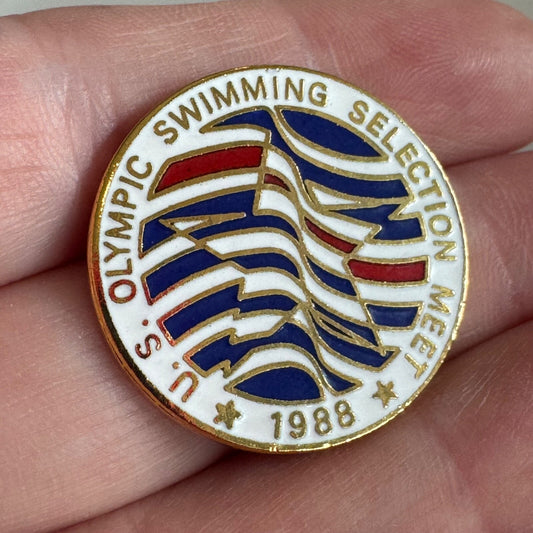 U.S. OLYMPIC SWIMMING SELECTION MEET
1988